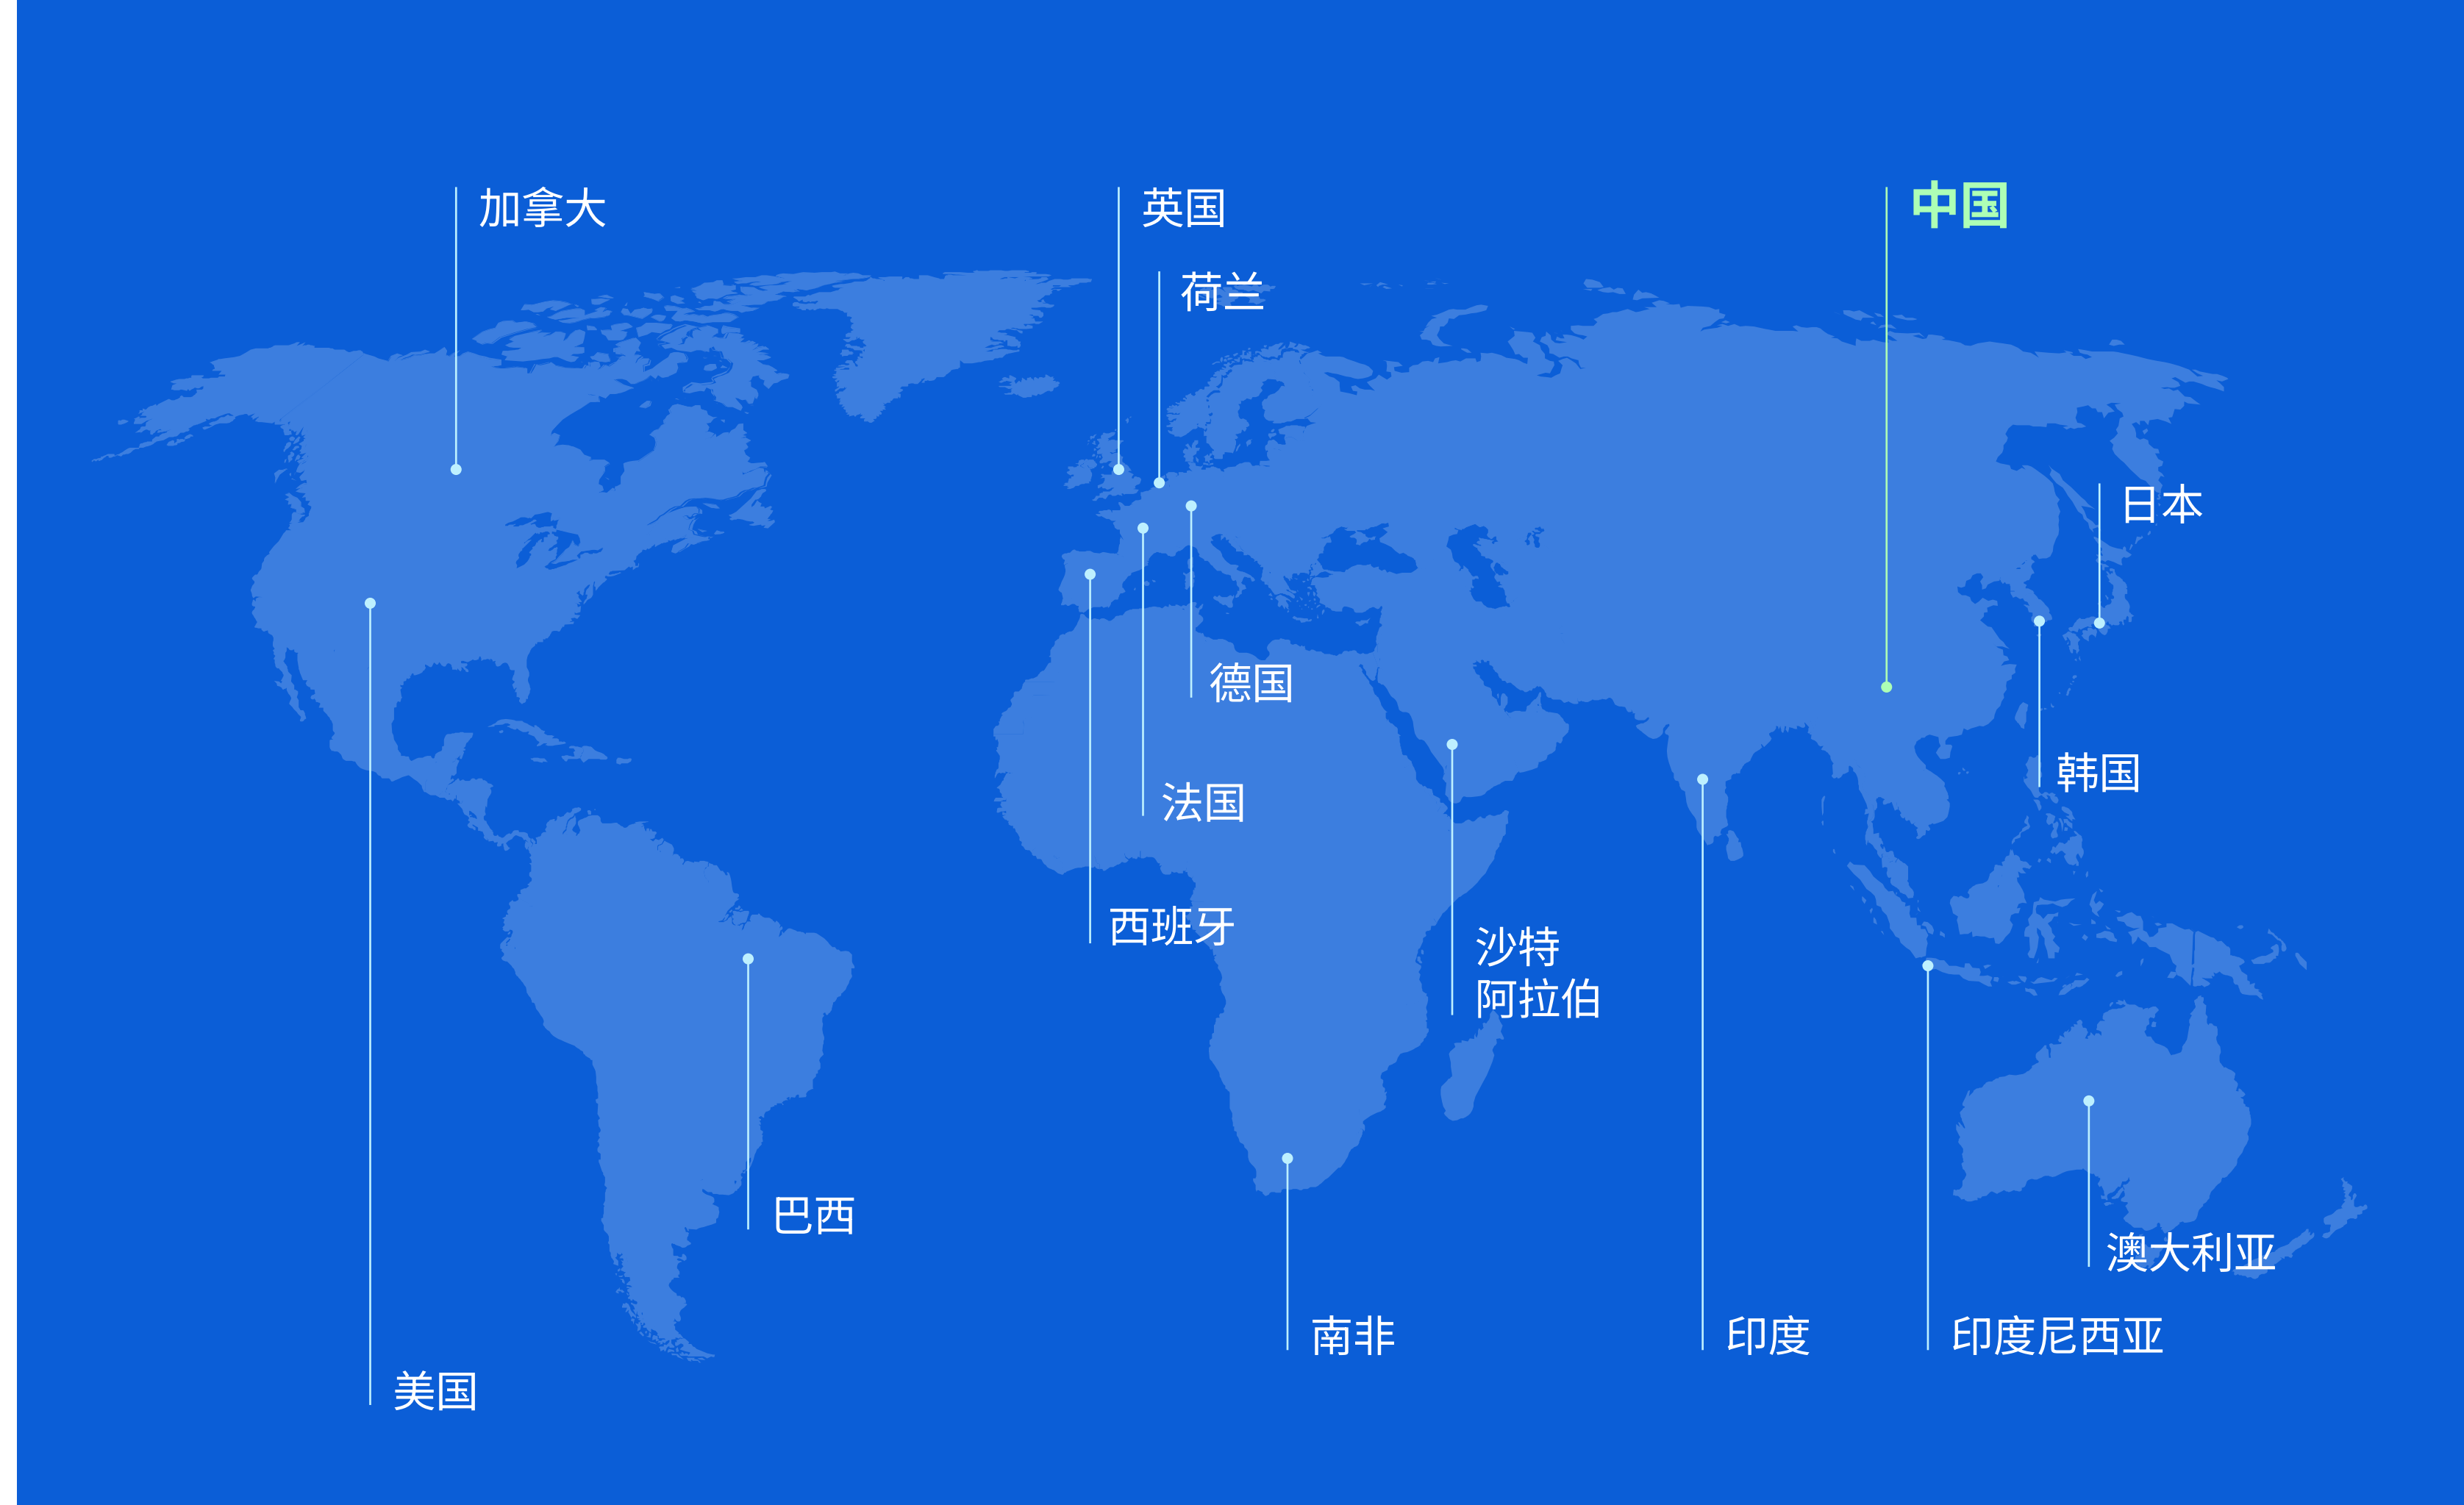 加拿大
英国
中国
荷兰
日本
德国
韩国
法国
西班牙
沙特
阿拉伯
巴西
澳大利亚
南非
印度
印度尼西亚
美国